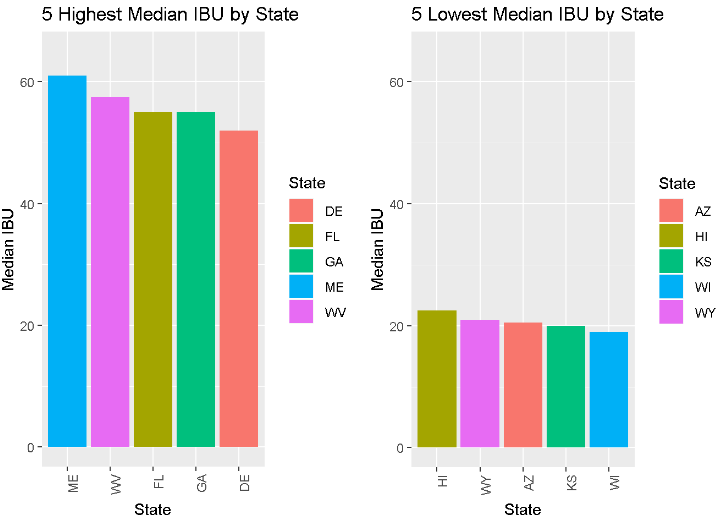 5 Highest Median IBU by State
60
40
20
0
Median IBU
ME
WV
FL
GA
DE
State
State
DE
FL
GA
ME
WV
5 Lowest Median IBU by State
60
40
20
0
Median IBU
HI
WY
AZ
KS
WI
State
State
AZ
HI
KS
WI
WY